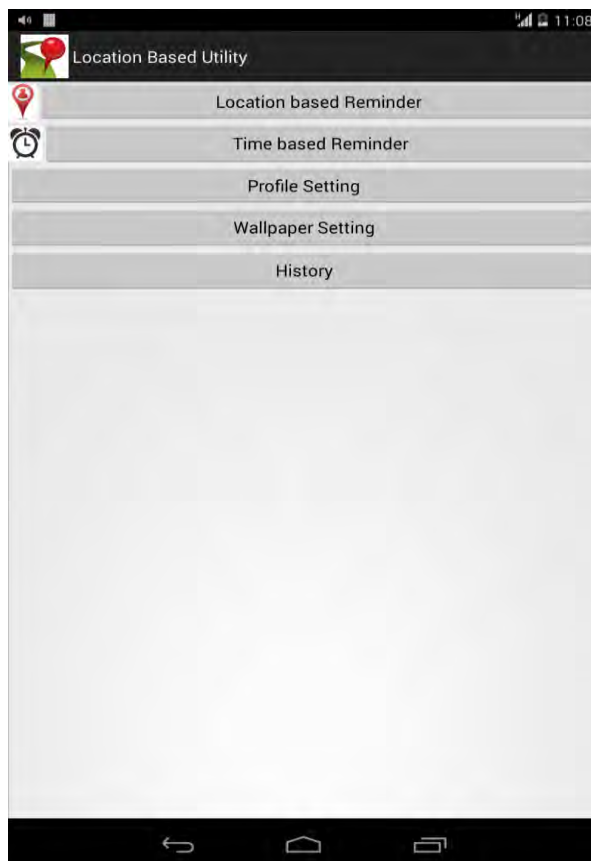 H 11:08
Location Based Utility
Location based Reminder
Time based Reminder
Profile Setting
Wallpaper Setting
History